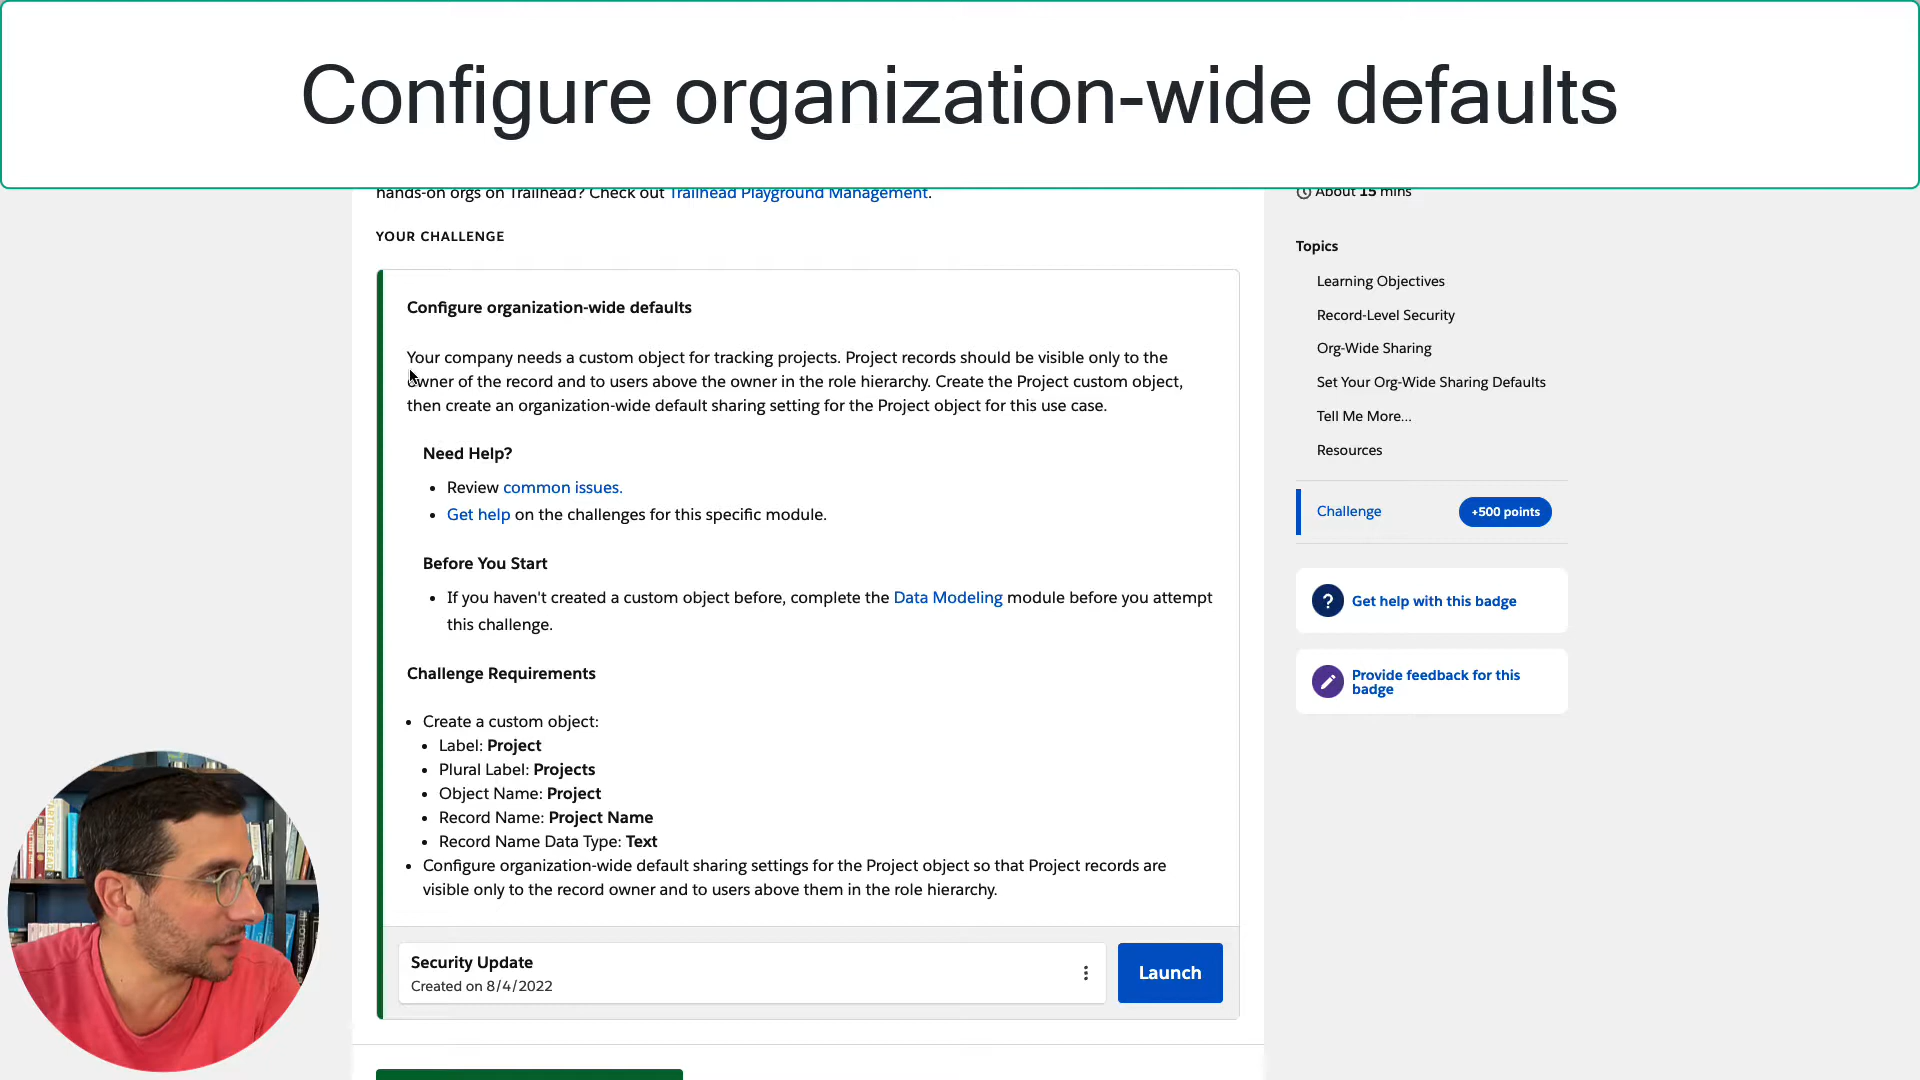 Configure organization-wide defaults
hands-on orgs on Trailhead? Check out Trailhead Playground Management.
YOUR CHALLENGE
Configure organization-wide defaults
Your company needs a custom object for tracking projects. Project records should be visible only to the
owner of the record and to users above the owner in the role hierarchy. Create the Project custom object,
then create an organization-wide default sharing setting for the Project object for this use case.
Need Help?
• Review common issues.
• Get help on the challenges for this specific module.
Before You Start
• If you haven't created a custom object before, complete the Data Modeling module before you attempt
this challenge.
Challenge Requirements
• Create a custom object:
• Label: Project
• Plural Label: Projects
• Object Name: Project
• Record Name: Project Name
• Record Name Data Type: Text
• Configure organization-wide default sharing settings for the Project object so that Project records are
visible only to the record owner and to users above them in the role hierarchy.
Security Update
Created on 8/4/2022
Launch
About 15 mins
Topics
Learning Objectives
Record-Level Security
Org-Wide Sharing
Set Your Org-Wide Sharing Defaults
Tell Me More...
Resources
Challenge
+500 points
? Get help with this badge
Provide feedback for this
badge